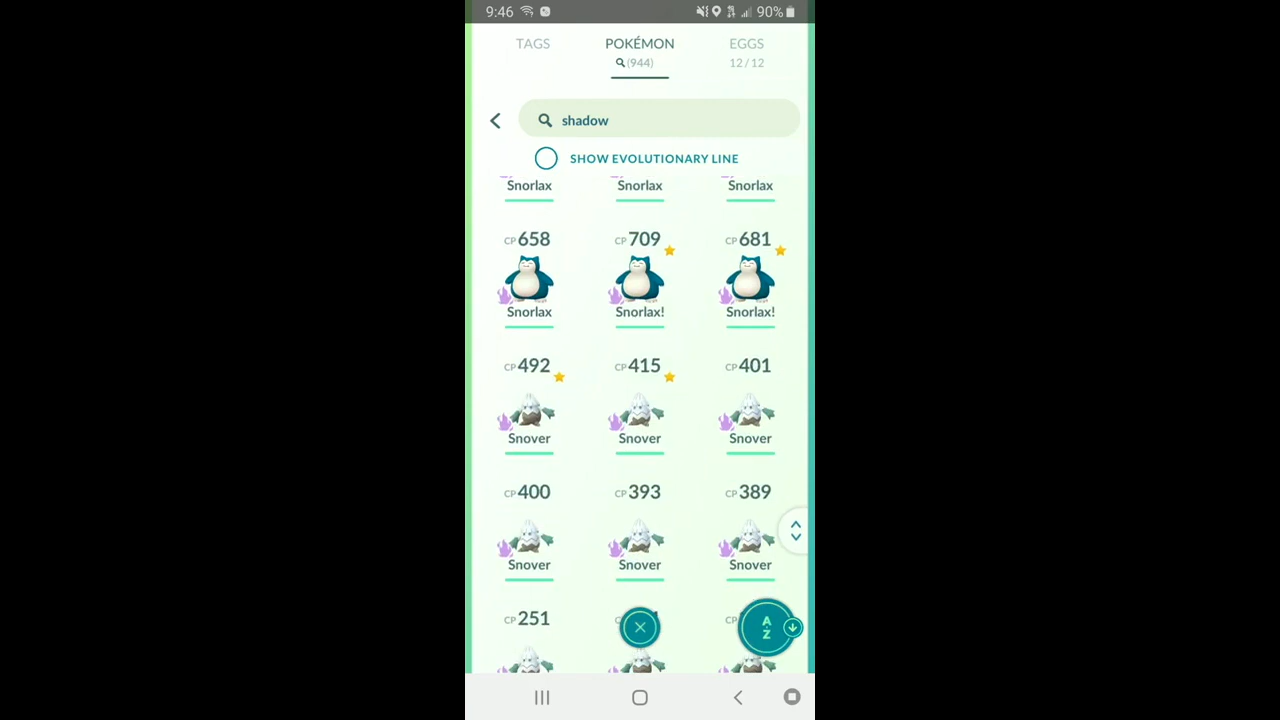 9:46 90%
TAGS POKÉMON EGGS
(944) 12 / 12
shadow
SHOW EVOLUTIONARY LINE
Snorlax Snorlax Snorlax
CP 658 CP 709 CP 681
Snorlax Snorlax! Snorlax!
CP 492 CP 415 CP 401
Snover Snover Snover
CP 400 CP 393 CP 389
Snover Snover Snover
CP 251 CP
A
Z